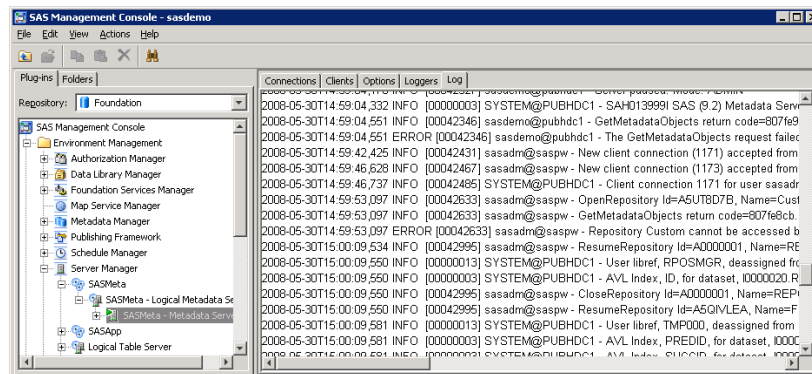 SAS Management Console - sasdemo
File Edit View Actions Help
Plug-ins Folders
Repository: Foundation
SAS Management Console
Environment Management
Authorization Manager
Data Library Manager
Foundation Services Manager
Map Service Manager
Metadata Manager
Publishing Framework
Schedule Manager
Server Manager
SASMeta
SASMeta - Logical Metadata Se
SASMeta - Metadata Serve
SASApp
Logical Table Server
Connections Clients Options Loggers Log
2008-05-30T14:59:04,332 INFO [00000003] SYSTEM@PUBHDC1 - SAH013999I SAS (9.2) Metadata Serv
2008-05-30T14:59:04,551 INFO [00042346] sasdemo@pubhdc1 - GetMetadataObjects return code=807fe9
2008-05-30T14:59:04,551 ERROR [00042346] sasdemo@pubhdc1 - The GetMetadataObjects request failed
2008-05-30T14:59:42,425 INFO [00042431] sasadm@saspw - New client connection (1171) accepted from
2008-05-30T14:59:46,628 INFO [00042467] sasadm@saspw - New client connection (1173) accepted from
2008-05-30T14:59:46,737 INFO [00042485] SYSTEM@PUBHDC1 - Client connection 1171 for user sasadr
2008-05-30T14:59:53,097 INFO [00042633] sasadm@saspw - OpenRepository Id=A5UT8D7B, Name=Cust
2008-05-30T14:59:53,097 INFO [00042633] sasadm@saspw - GetMetadataObjects return code=807fe8cb.
2008-05-30T14:59:53,097 ERROR [00042633] sasadm@saspw - Repository Custom cannot be accessed b
2008-05-30T15:00:09,534 INFO [00042995] sasadm@saspw - ResumeRepository Id=A0000001, Name=RE
2008-05-30T15:00:09,550 INFO [00000013] SYSTEM@PUBHDC1 - User libref, RPOSMGR, deassigned fro
2008-05-30T15:00:09,550 INFO [00000003] SYSTEM@PUBHDC1 - AVL Index, ID, for dataset, I0000020.R
2008-05-30T15:00:09,550 INFO [00042995] sasadm@saspw - CloseRepository Id=A0000001, Name=REP
2008-05-30T15:00:09,550 INFO [00042995] sasadm@saspw - ResumeRepository Id=A5QIVLEA, Name=F
2008-05-30T15:00:09,581 INFO [00000013] SYSTEM@PUBHDC1 - User libref, TMP000, deassigned from
2008-05-30T15:00:09,581 INFO [00000003] SYSTEM@PUBHDC1 - AVL Index, PREDID, for dataset, I0000